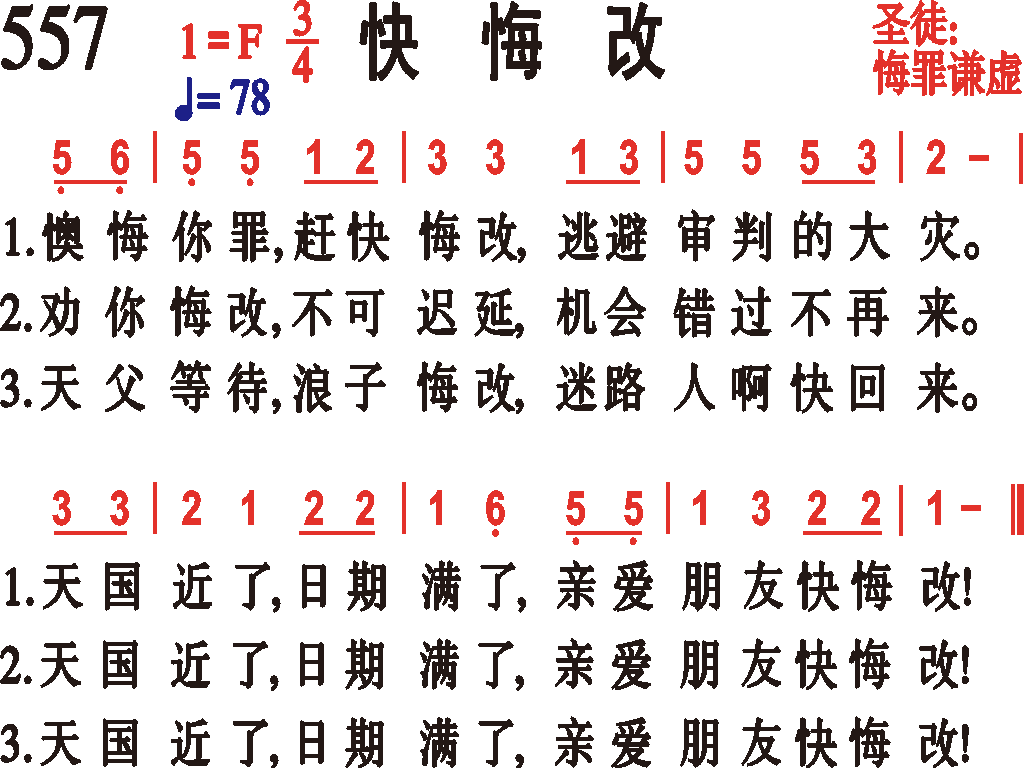 557 1=F 3/4 快悔改 圣徒:
♩=78 悔罪谦虚
5 6 | 5 5 1 2 | 3 3 1 3 | 5 5 5 3 | 2 – |
1.懊悔你罪,赶快悔改,逃避审判的大灾。
2.劝你悔改,不可迟延,机会错过不再来。
3.天父等待,浪子悔改,迷路人啊快回来。
3 3 | 2 1 2 2 | 1 6 5 5 | 1 3 2 2 | 1 – ‖
1.天国近了,日期满了,亲爱朋友快悔改!
2.天国近了,日期满了,亲爱朋友快悔改!
3.天国近了,日期满了,亲爱朋友快悔改!